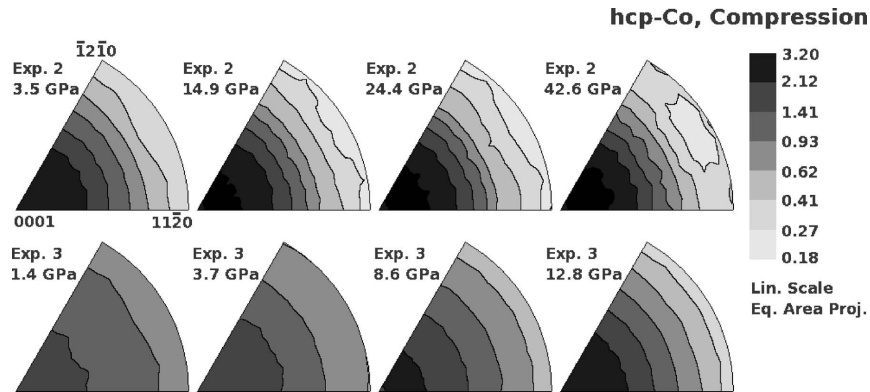 hcp-Co, Compression
1̅21̅0
Exp. 2
3.5 GPa
Exp. 2
14.9 GPa
Exp. 2
24.4 GPa
Exp. 2
42.6 GPa
3.20
2.12
1.41
0.93
0.62
0.41
0.27
0.18
0001
112̅0
Exp. 3
1.4 GPa
Exp. 3
3.7 GPa
Exp. 3
8.6 GPa
Exp. 3
12.8 GPa
Lin. Scale
Eq. Area Proj.